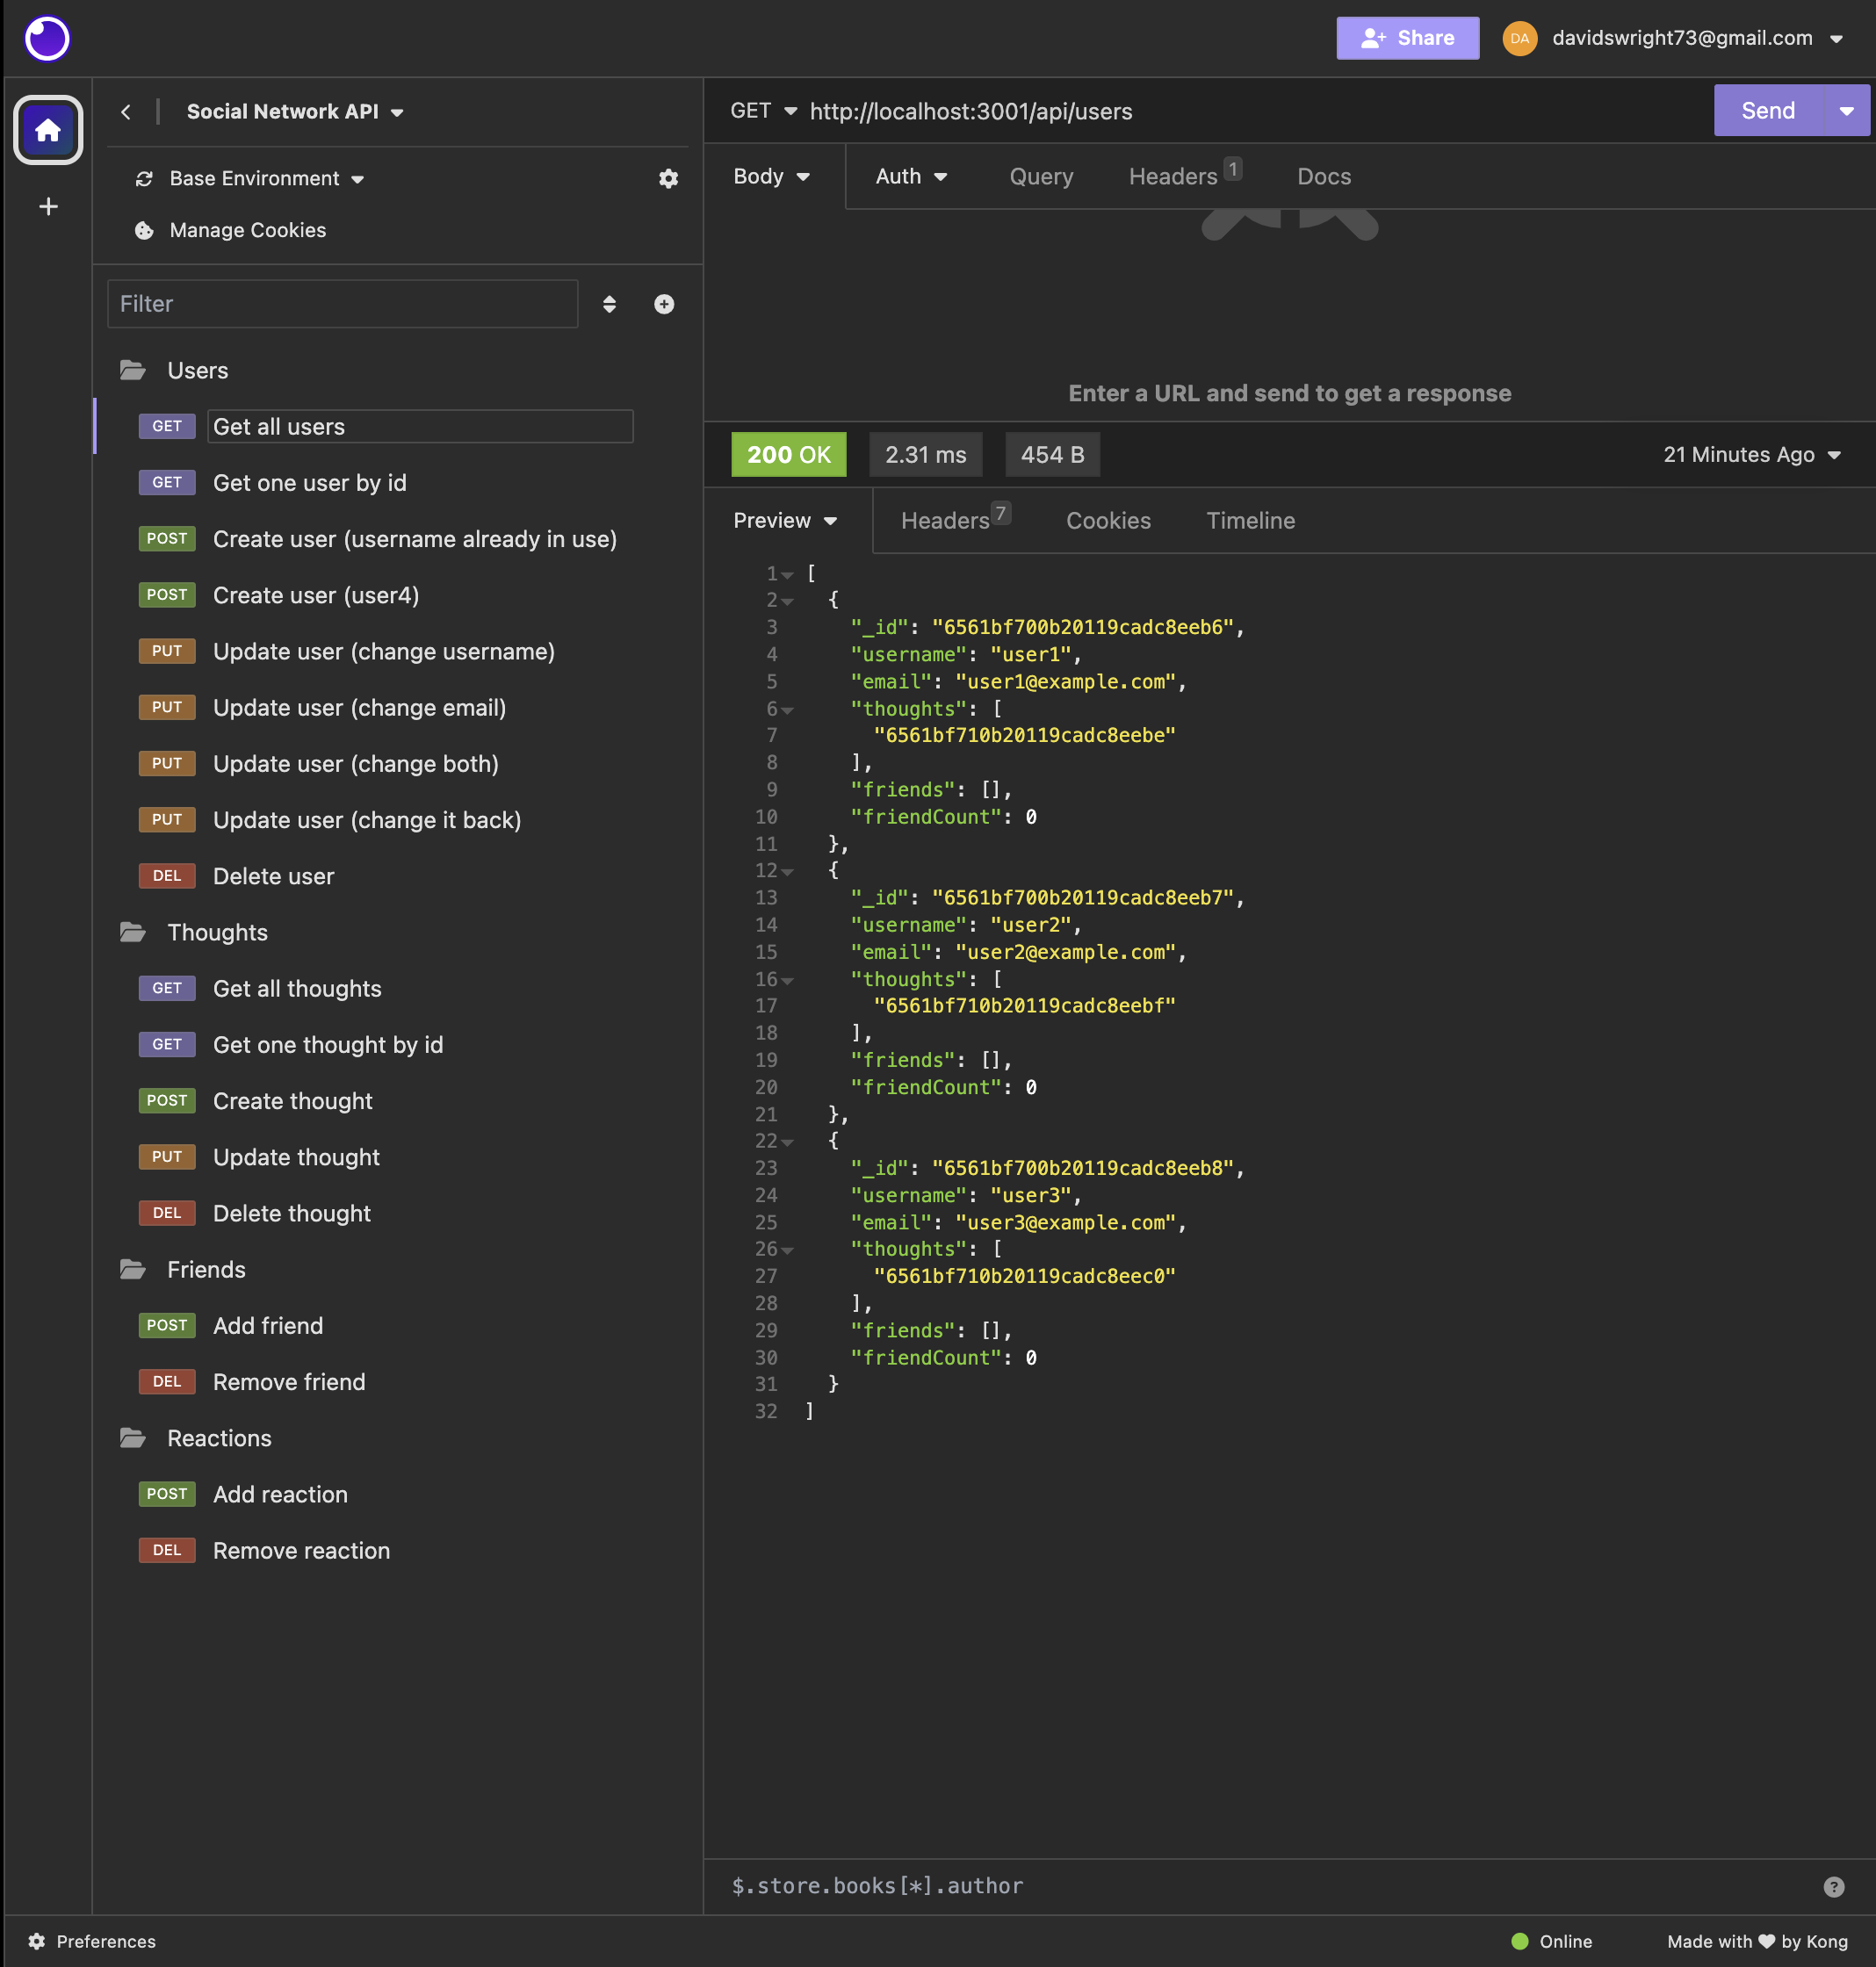 Share
DA
davidswright73@gmail.com
Social Network API
GET http://localhost:3001/api/users
Send
Base Environment
Manage Cookies
Body
Auth
Query
Headers 1
Docs
Filter
Enter a URL and send to get a response
Users
GET Get all users
GET Get one user by id
POST Create user (username already in use)
POST Create user (user4)
PUT Update user (change username)
PUT Update user (change email)
PUT Update user (change both)
PUT Update user (change it back)
DEL Delete user
Thoughts
GET Get all thoughts
GET Get one thought by id
POST Create thought
PUT Update thought
DEL Delete thought
Friends
POST Add friend
DEL Remove friend
Reactions
POST Add reaction
DEL Remove reaction
200 OK
2.31 ms
454 B
21 Minutes Ago
Preview
Headers 7
Cookies
Timeline
1 [
2 {
3 "_id": "6561bf700b20119cadc8eeb6",
4 "username": "user1",
5 "email": "user1@example.com",
6 "thoughts": [
7 "6561bf710b20119cadc8eebe"
8 ],
9 "friends": [],
10 "friendCount": 0
11 },
12 {
13 "_id": "6561bf700b20119cadc8eeb7",
14 "username": "user2",
15 "email": "user2@example.com",
16 "thoughts": [
17 "6561bf710b20119cadc8eebf"
18 ],
19 "friends": [],
20 "friendCount": 0
21 },
22 {
23 "_id": "6561bf700b20119cadc8eeb8",
24 "username": "user3",
25 "email": "user3@example.com",
26 "thoughts": [
27 "6561bf710b20119cadc8eec0"
28 ],
29 "friends": [],
30 "friendCount": 0
31 }
32 ]
$.store.books[*].author
Preferences
Online
Made with ♥ by Kong